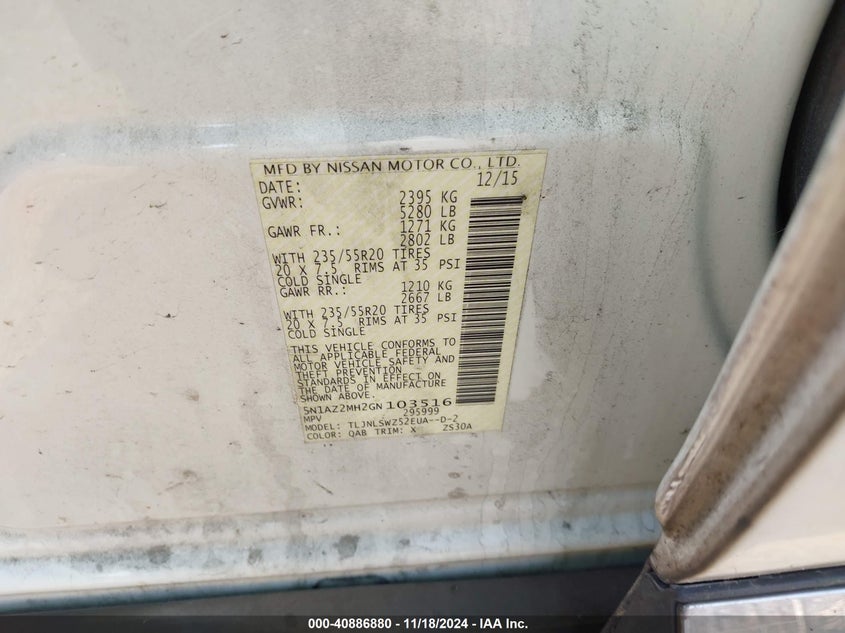 MFD BY NISSAN MOTOR CO., LTD.
DATE: 12/15
GVWR: 2395 KG
5280 LB
GAWR FR.: 1271 KG
2802 LB
WITH 235/55R20 TIRES
20 X 7.5 RIMS AT 35 PSI
COLD SINGLE
GAWR RR.: 1210 KG
2667 LB
WITH 235/55R20 TIRES
20 X 7.5 RIMS AT 35 PSI
COLD SINGLE
THIS VEHICLE CONFORMS TO
ALL APPLICABLE FEDERAL
MOTOR VEHICLE SAFETY AND
THEFT PREVENTION
STANDARDS IN EFFECT ON
THE DATE OF MANUFACTURE
SHOWN ABOVE.
5N1AZ2MH2GN103516
MPV 295999
MODEL: TLJNLSWZ52EUA--D-2
COLOR: QAB TRIM: X 2S30A
000-40886880 - 11/18/2024 - IAA Inc.